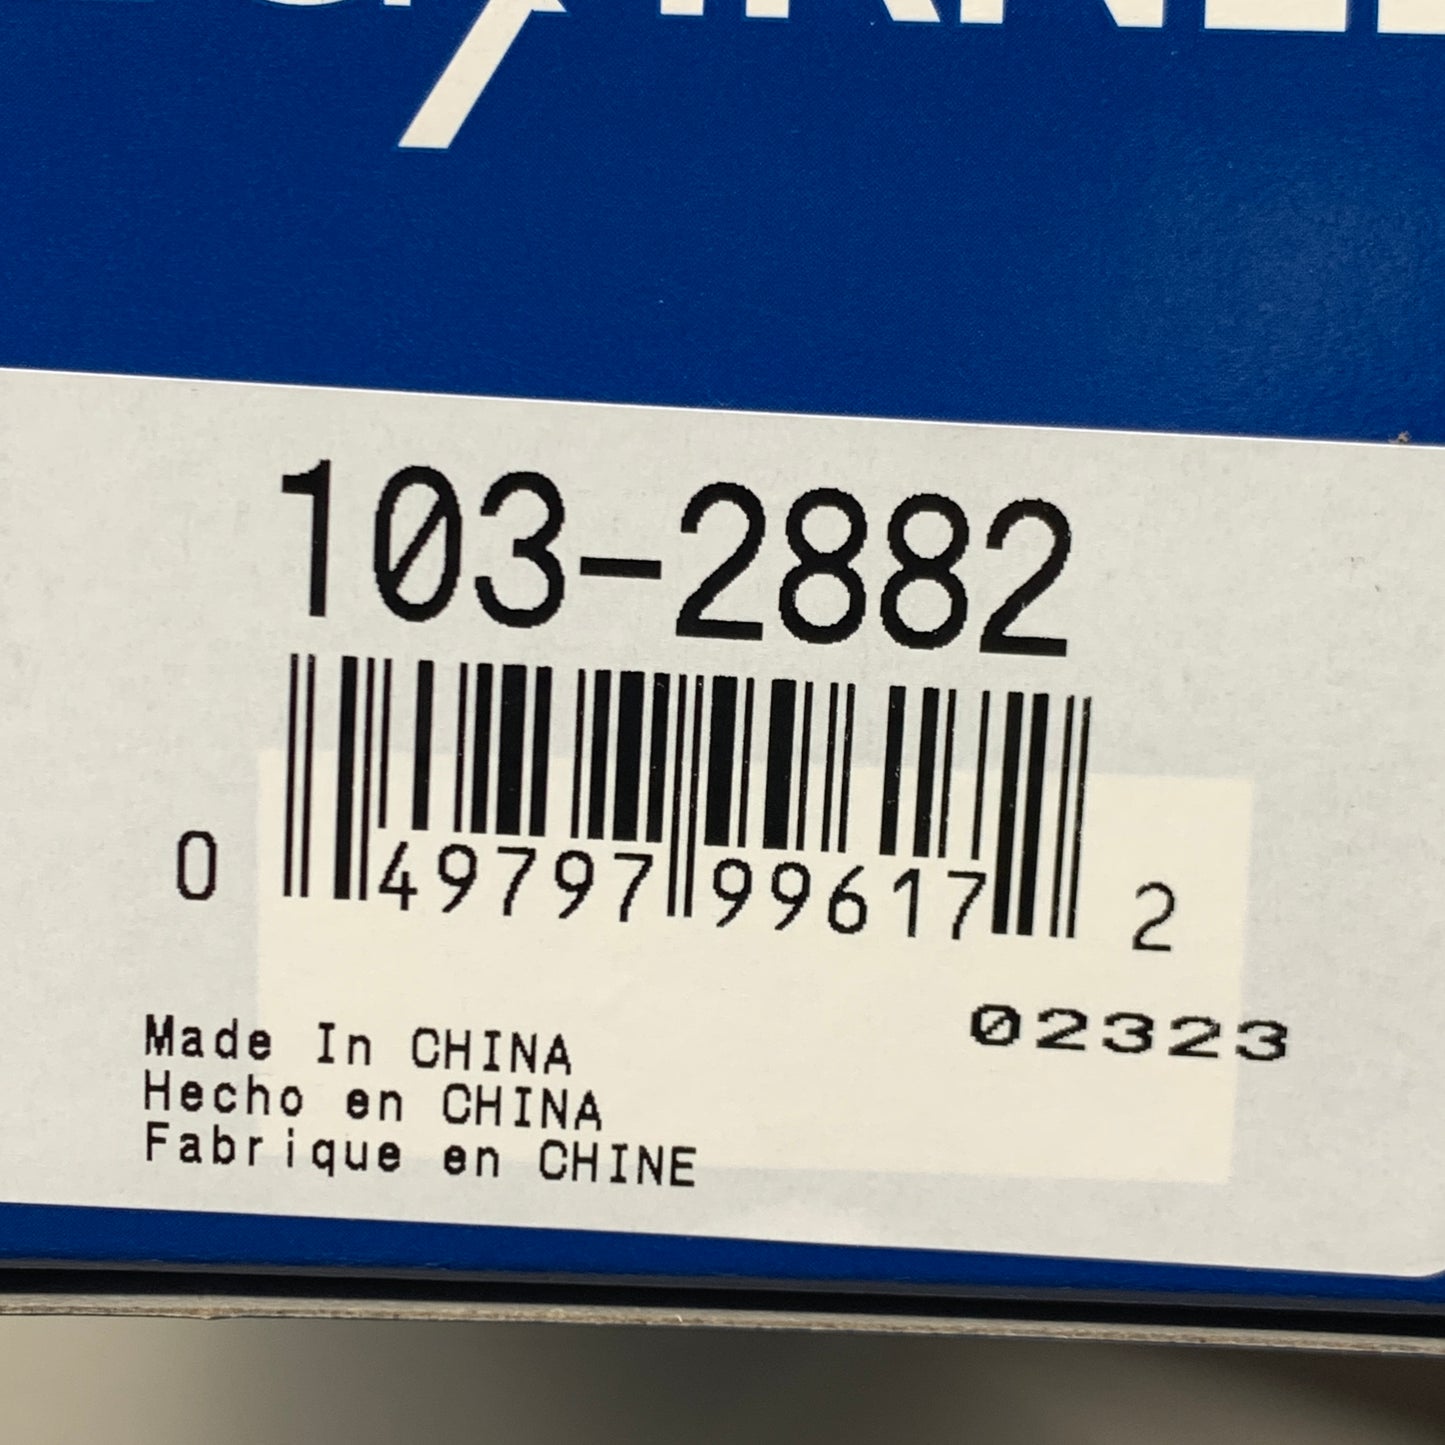 103-2882
0 49797 99617 2
02323
Made In CHINA
Hecho en CHINA
Fabrique en CHINE